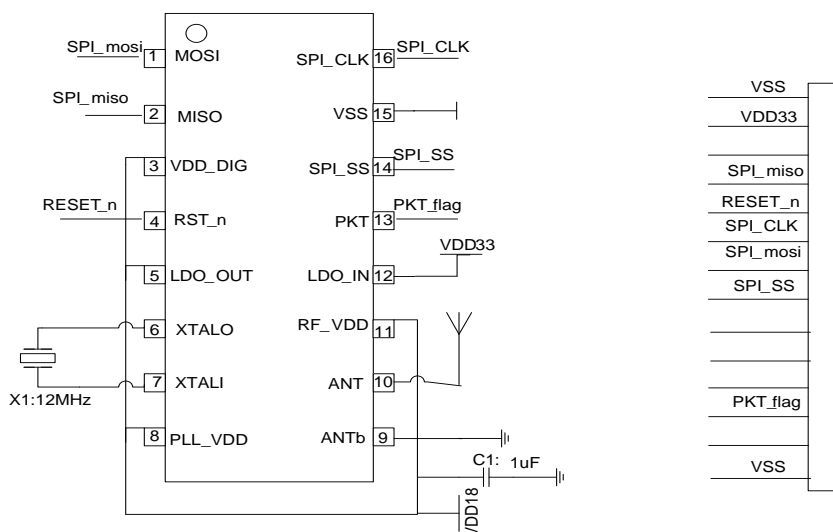 SPI_mosi
1
MOSI
SPI_CLK
16
SPI_CLK
SPI_miso
2
MISO
VSS
15
3
VDD_DIG
SPI_SS
14
SPI_SS
RESET_n
4
RST_n
PKT
13
PKT_flag
5
LDO_OUT
LDO_IN
12
VDD33
6
XTALO
RF_VDD
11
7
XTALI
ANT
10
X1:12MHz
8
PLL_VDD
ANTb
9
C1: 1uF
VDD18
VSS
VDD33
SPI_miso
RESET_n
SPI_CLK
SPI_mosi
SPI_SS
PKT_flag
VSS